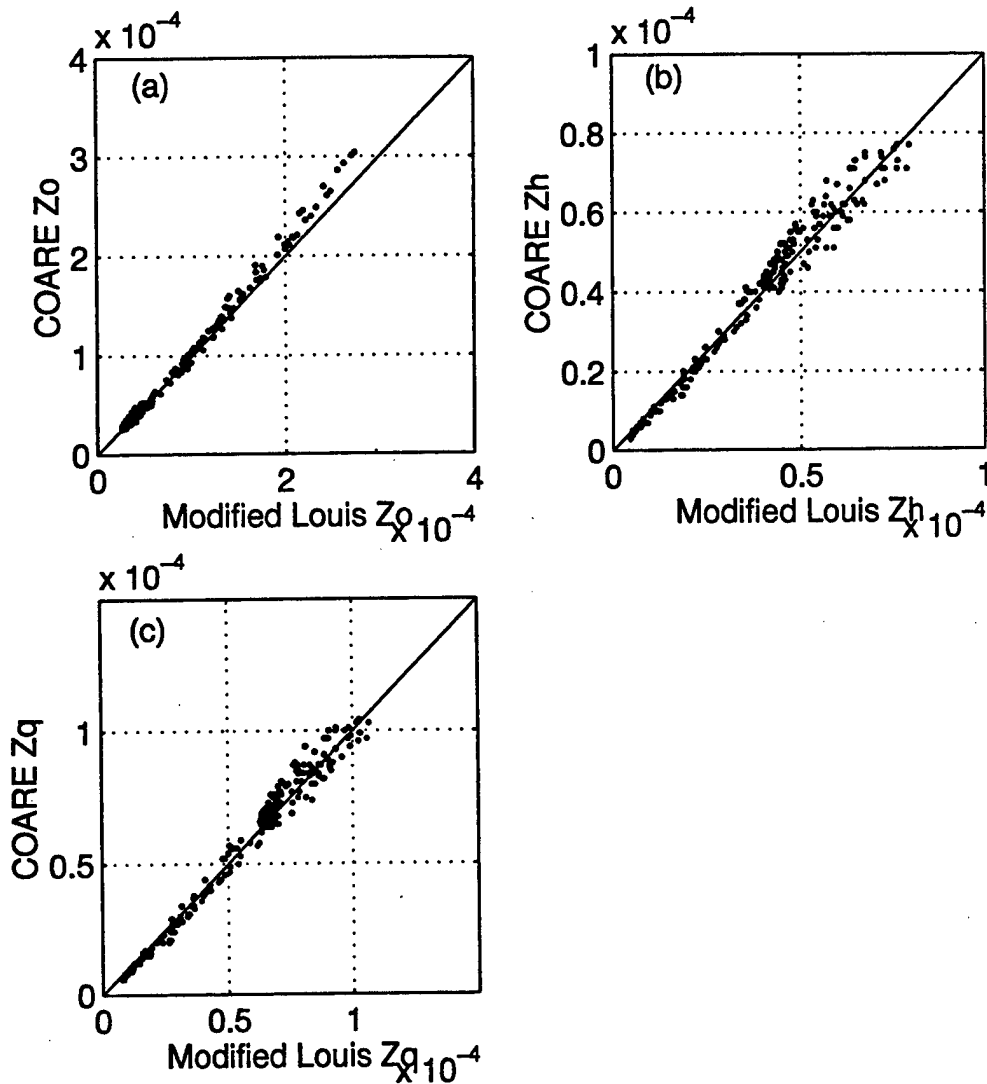 x 10⁻⁴
4
(a)
3
2
1
0
COARE Zo
0
2
4
Modified Louis Zo x 10⁻⁴
x 10⁻⁴
1
(b)
0.8
0.6
0.4
0.2
0
COARE Zh
0
0.5
1
Modified Louis Zh x 10⁻⁴
x 10⁻⁴
(c)
1
0.5
0
COARE Zq
0
0.5
1
Modified Louis Zq x 10⁻⁴